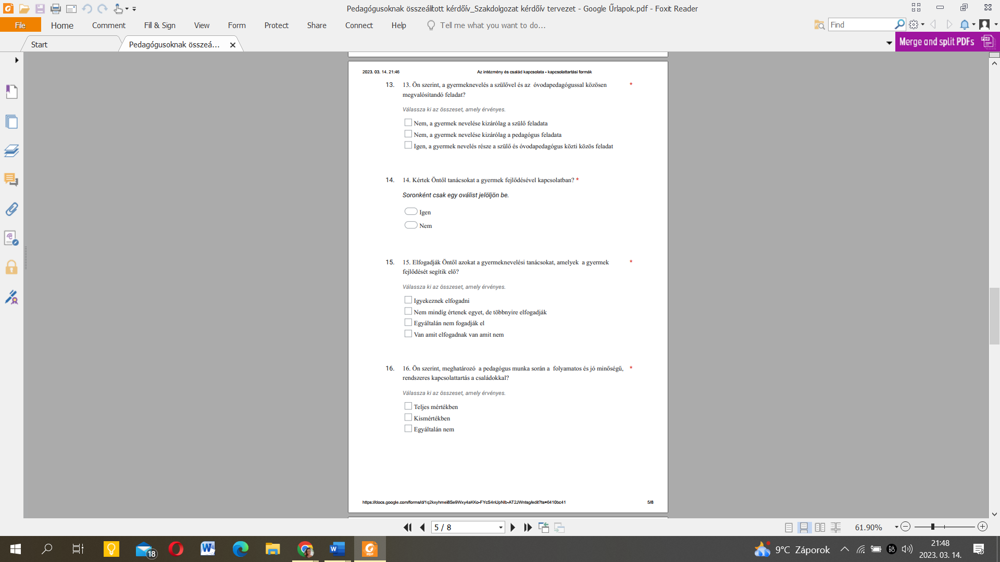 Pedagógusoknak összeálított kérdőív_Szakdolgozat kérdőív tervezet - Google Űrlapok.pdf - Foxit Reader
File Home Comment Fill & Sign View Form Protect Share Connect Help Tell me what you want to do... Find
Start Pedagógusoknak összeá... Merge and split PDFs
2023. 03. 14. 21:46 Az intézmény és család kapcsolata - kapcsolattartási formák
13. 13. Ön szerint, a gyermeknevelés a szülővel és az óvodapedagógussal közösen *
megvalósítandó feladat?
Válassza ki az összeset, amely érvényes.
Nem, a gyermek nevelése kizárólag a szülő feladata
Nem, a gyermek nevelése kizárólag a pedagógus feladata
Igen, a gyermek nevelés része a szülő és óvodapedagógus közti közös feladat
14. 14. Kértek Öntől tanácsokat a gyermek fejlődésével kapcsolatban? *
Soronként csak egy oválist jelöljön be.
Igen
Nem
15. 15. Elfogadják Öntől azokat a gyermeknevelési tanácsokat, amelyek a gyermek *
fejlődését segítik elő?
Válassza ki az összeset, amely érvényes.
Igyekeznek elfogadni
Nem mindíg értenek egyet, de többnyire elfogadják
Egyáltalán nem fogadják el
Van amit elfogadnak van amit nem
16. 16. Ön szerint, meghatározó a pedagógus munka során a folyamatos és jó minőségű, *
rendszeres kapcsolattartás a családokkal?
Válassza ki az összeset, amely érvényes.
Teljes mértékben
Kismértékben
Egyáltalán nem
https://docs.google.com/forms/d/1q2kxyhmei8Se9Wxy4aKKo-FYcS4nUpNlb-AT2JWntsg/edit?ts=6410bc41 5/8
5 / 8 61.90%
18 9°C Záporok 21:48
2023. 03. 14.